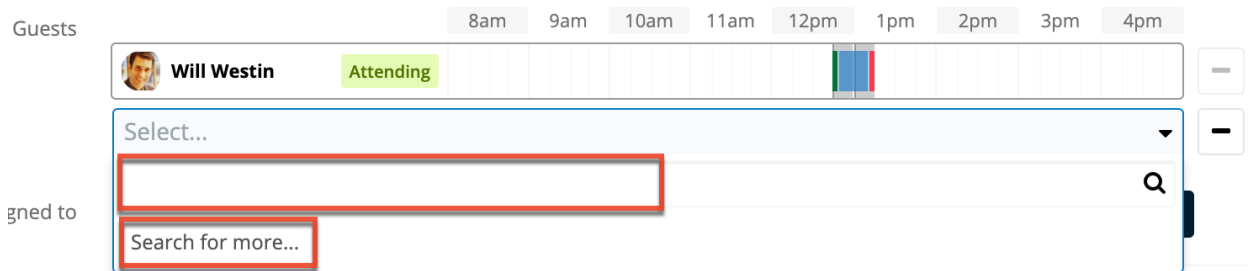 Guests
8am 9am 10am 11am 12pm 1pm 2pm 3pm 4pm
Will Westin Attending
Select...
gned to
Search for more...